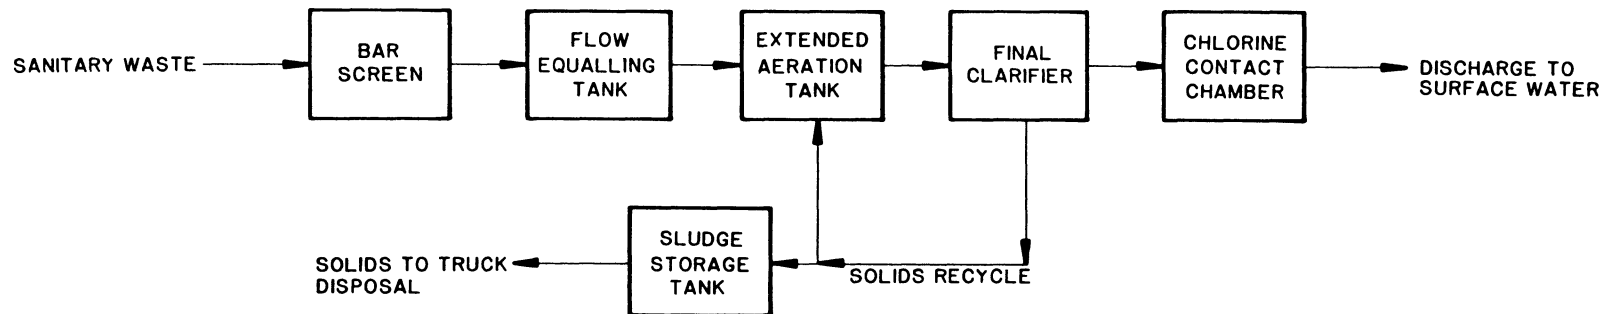 SANITARY WASTE
BAR
SCREEN
FLOW
EQUALLING
TANK
EXTENDED
AERATION
TANK
FINAL
CLARIFIER
CHLORINE
CONTACT
CHAMBER
DISCHARGE TO
SURFACE WATER
SOLIDS TO TRUCK
DISPOSAL
SLUDGE
STORAGE
TANK
SOLIDS RECYCLE